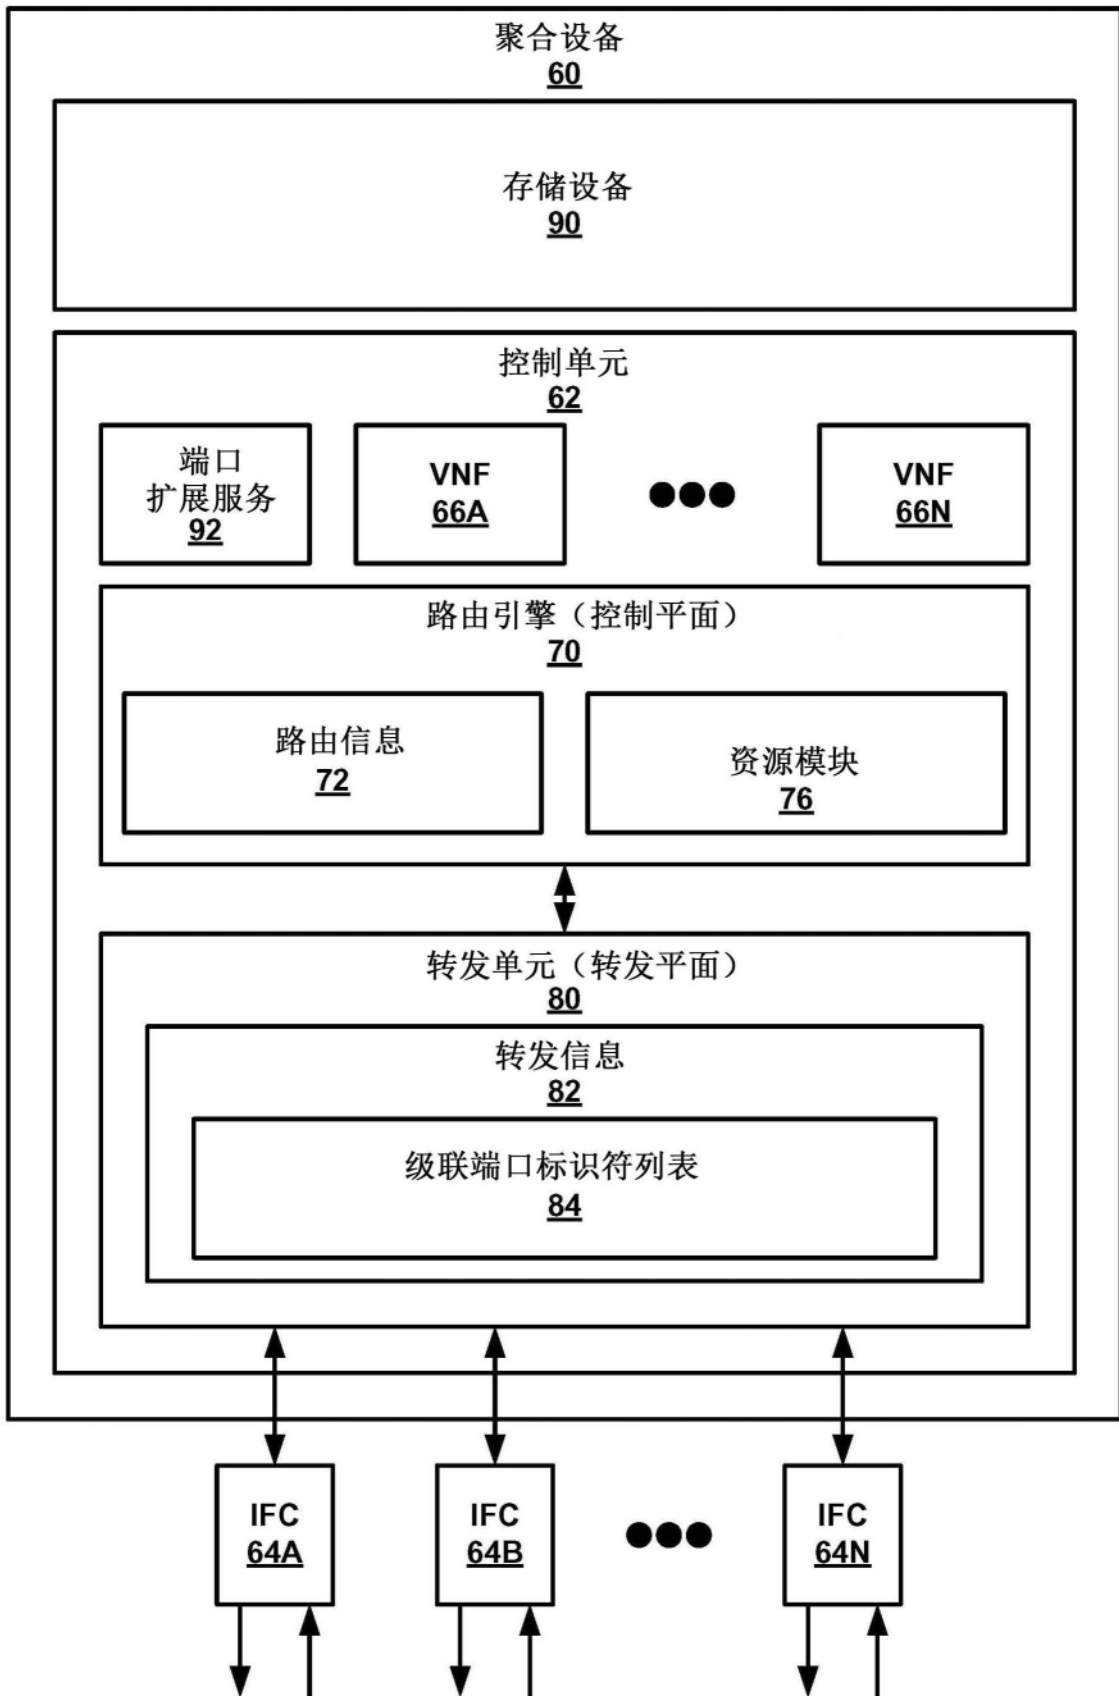 聚合设备
60
存储设备
90
控制单元
62
端口
扩展服务
92
VNF
66A
VNF
66N
路由引擎（控制平面）
70
路由信息
72
资源模块
76
转发单元（转发平面）
80
转发信息
82
级联端口标识符列表
84
IFC
64A
IFC
64B
IFC
64N